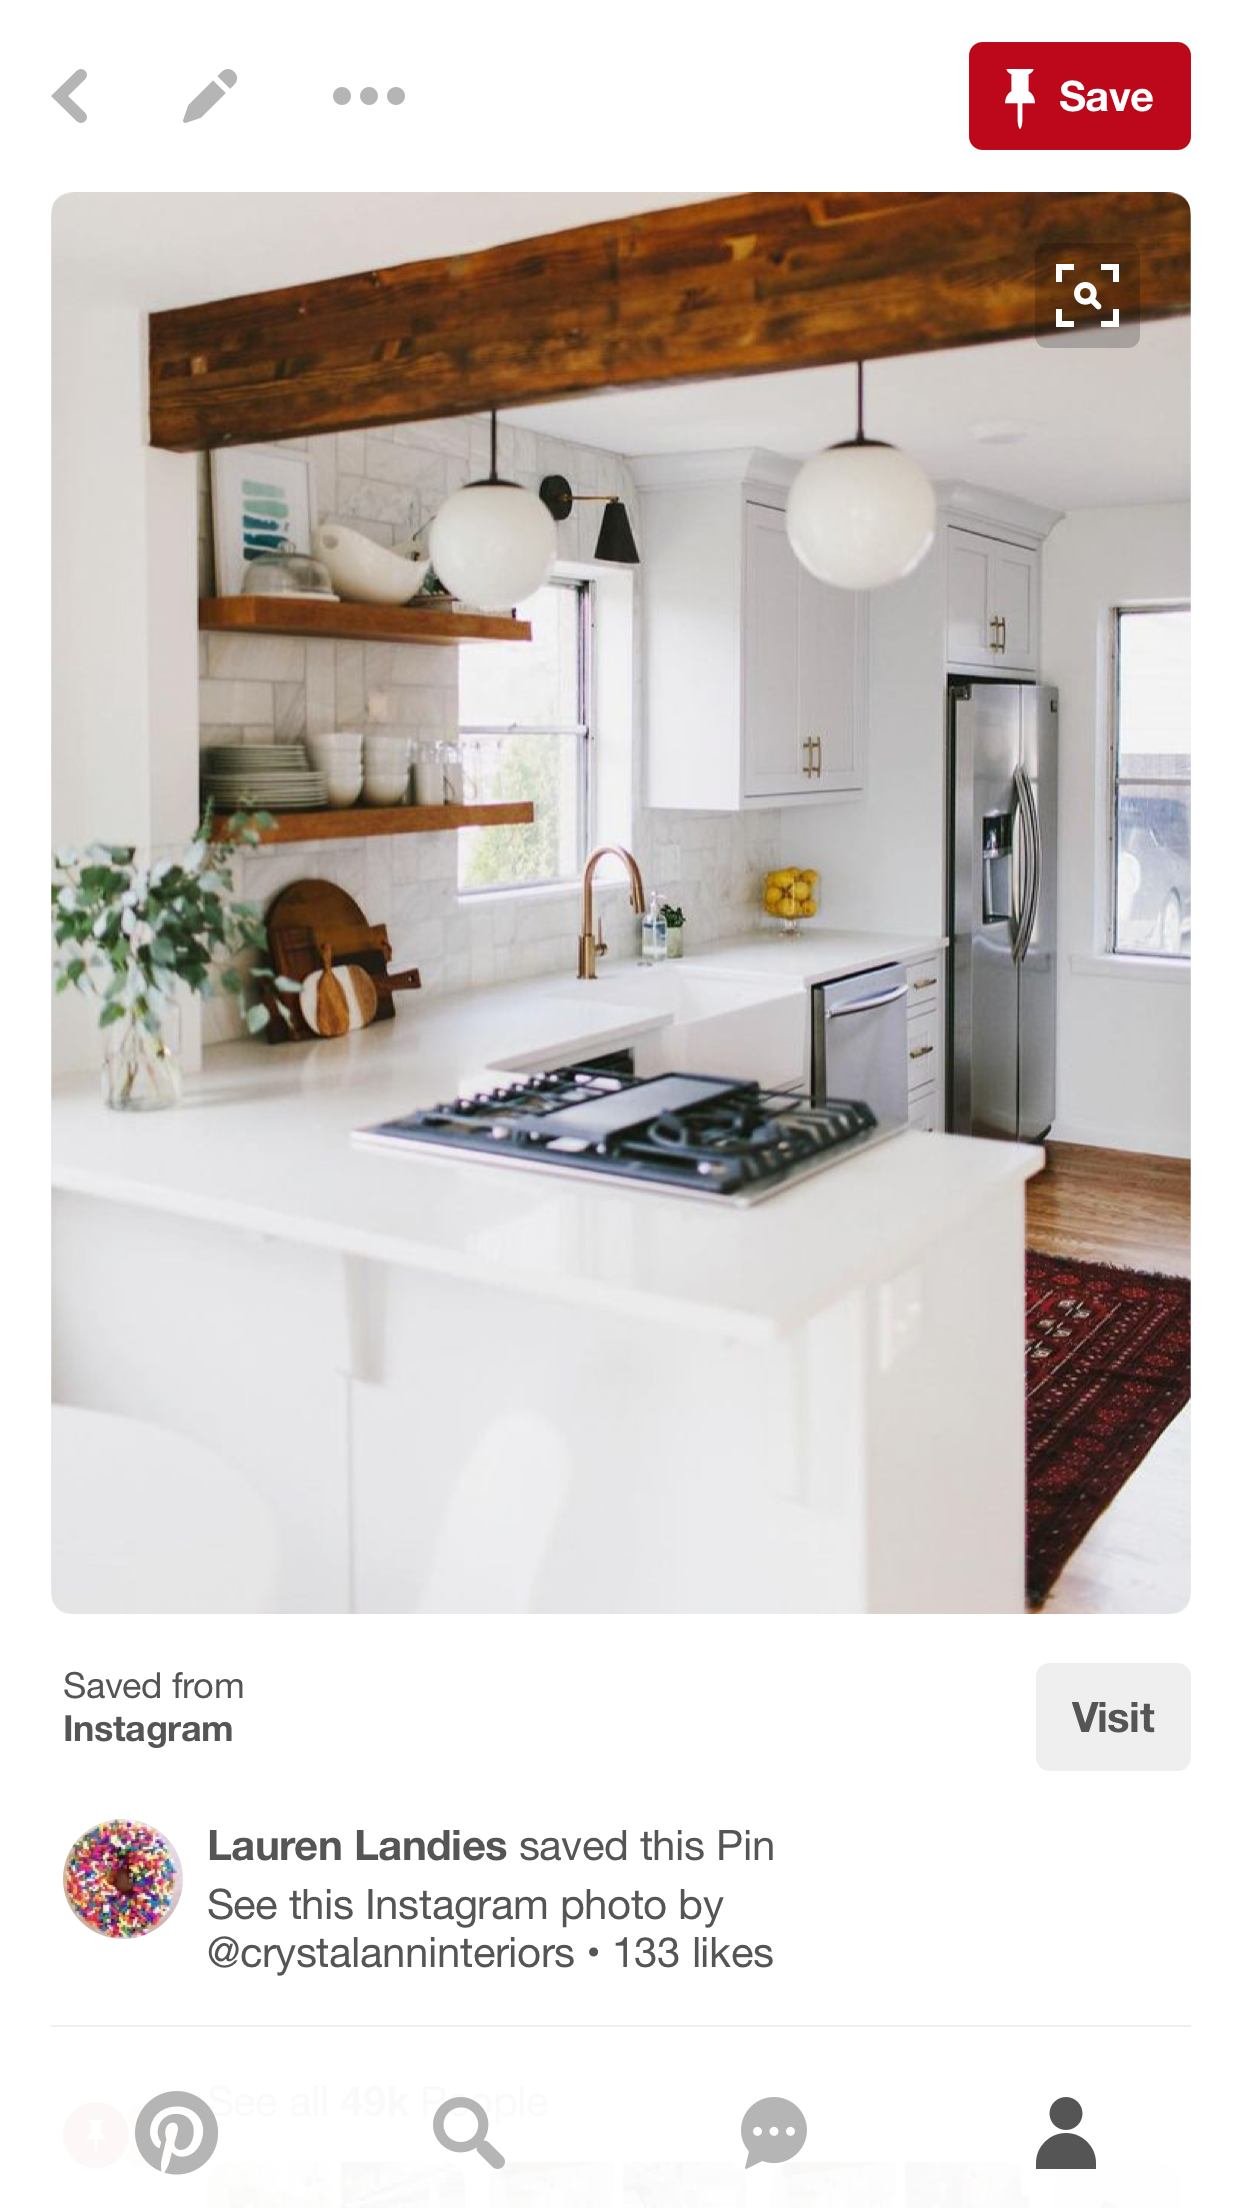 Save
Saved from
Instagram
Visit
Lauren Landies saved this Pin
See this Instagram photo by
@crystalanninteriors • 133 likes
See all 49k People